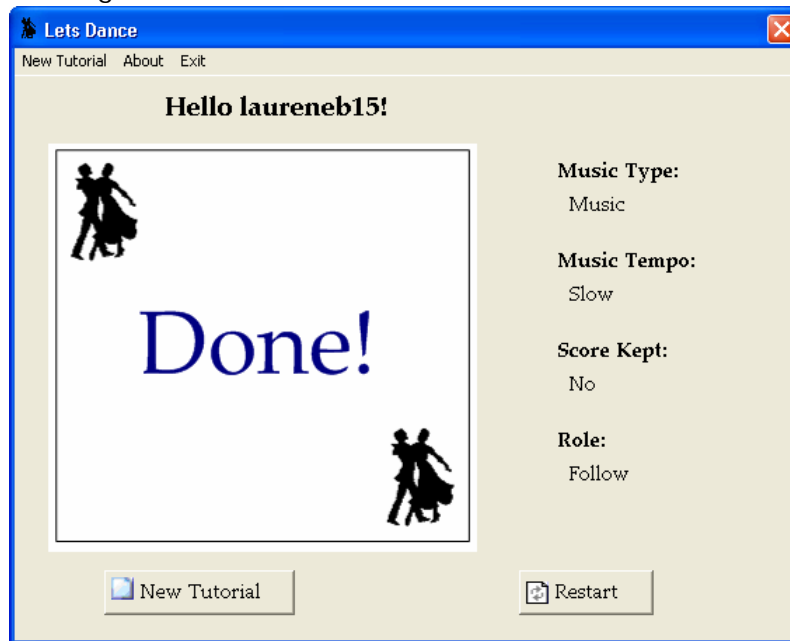 Lets Dance
New Tutorial About Exit
Hello laureneb15!
Done!
Music Type:
Music
Music Tempo:
Slow
Score Kept:
No
Role:
Follow
New Tutorial
Restart